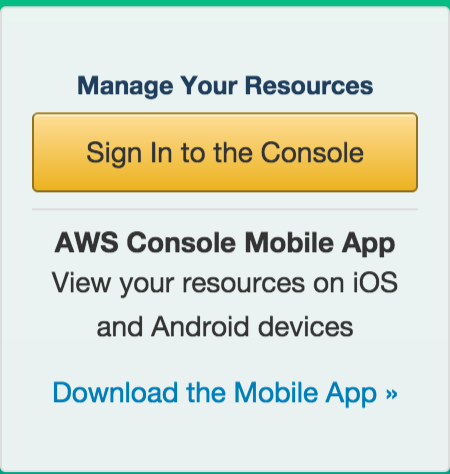 Manage Your Resources
Sign In to the Console
AWS Console Mobile App
View your resources on iOS
and Android devices
Download the Mobile App »